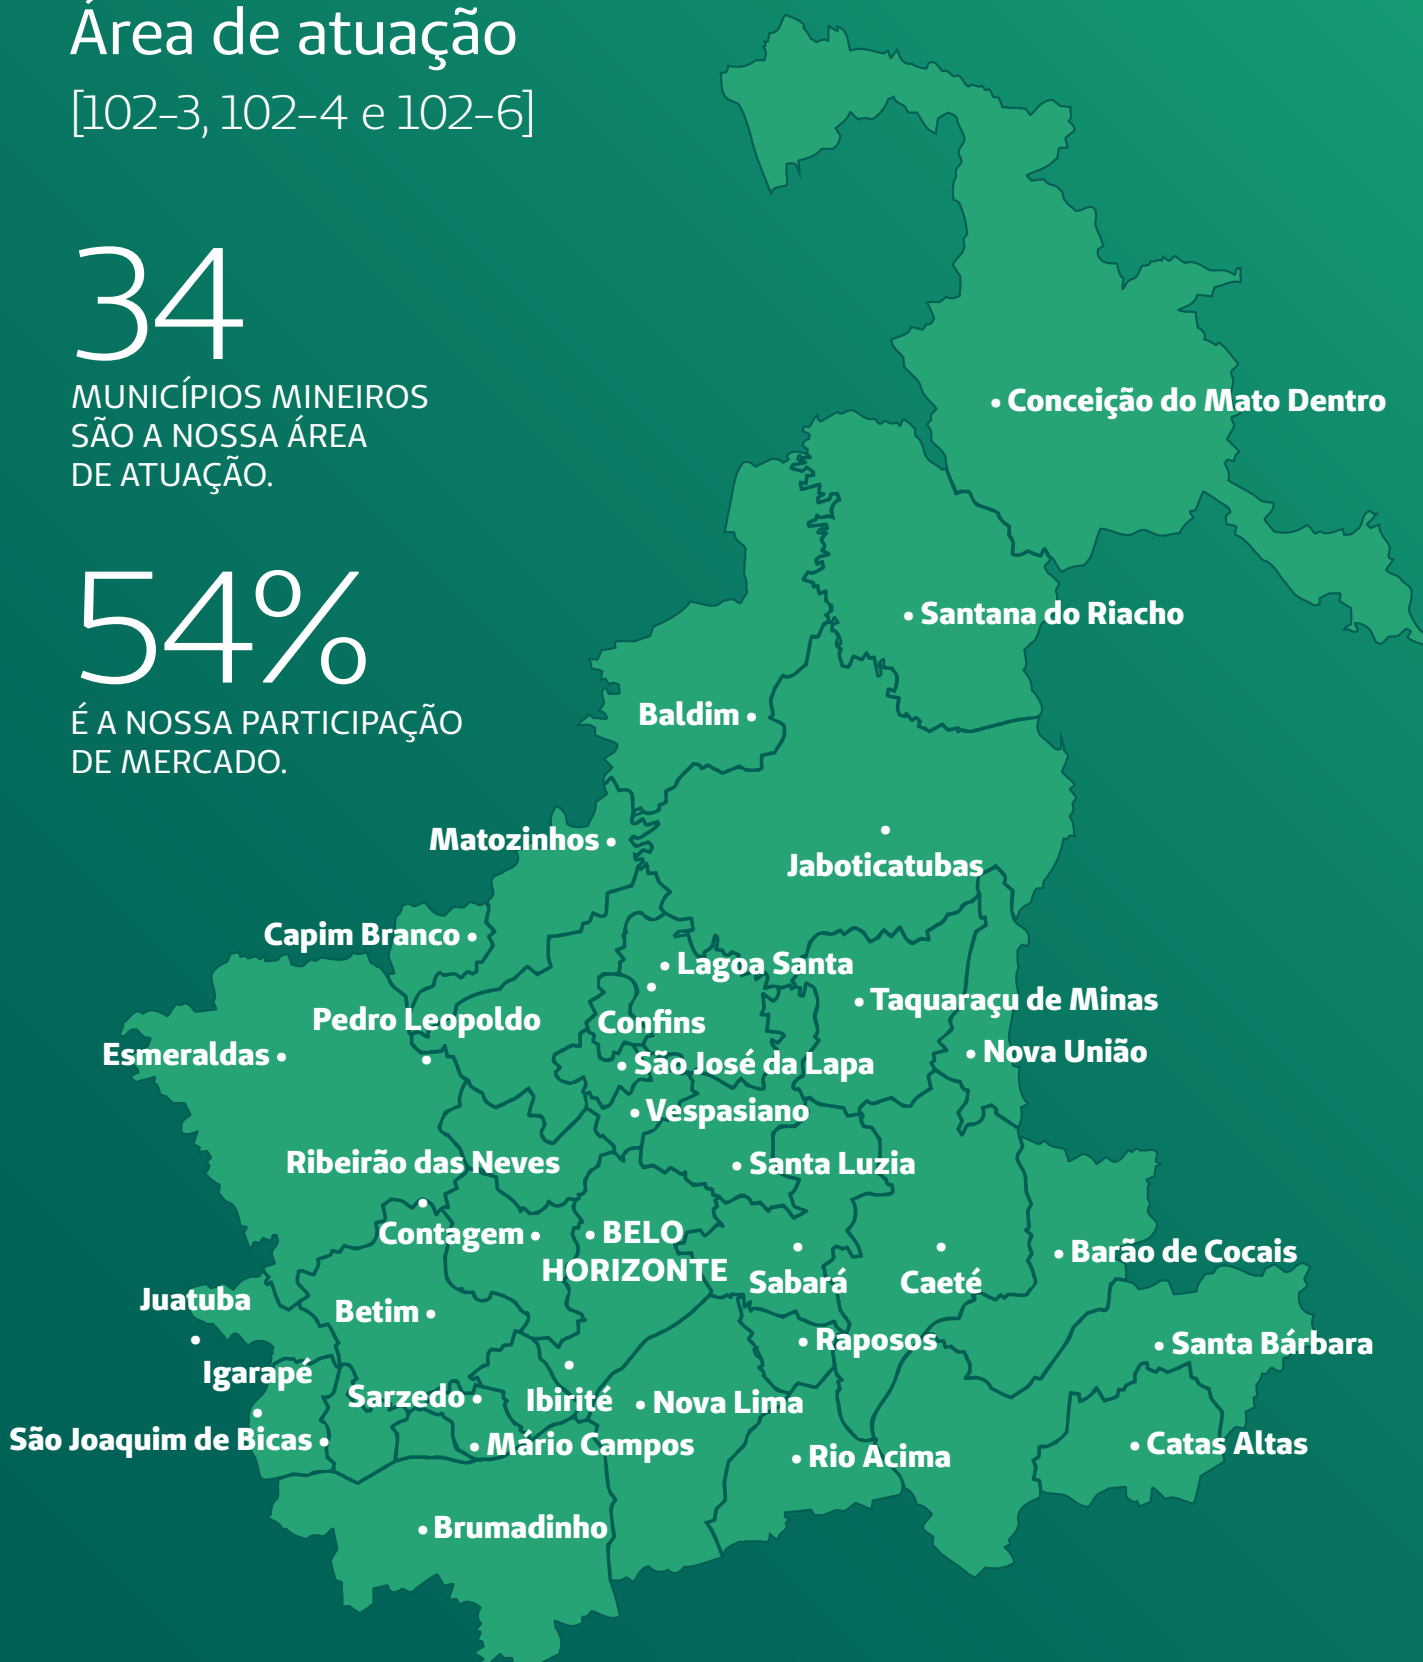 Área de atuação
[102-3, 102-4 e 102-6]
34
MUNICÍPIOS MINEIROS
SÃO A NOSSA ÁREA
DE ATUAÇÃO.
54%
É A NOSSA PARTICIPAÇÃO
DE MERCADO.
Conceição do Mato Dentro
Santana do Riacho
Baldim
Matozinhos
Jaboticatubas
Capim Branco
Lagoa Santa
Taquaraçu de Minas
Pedro Leopoldo
Confins
Esmeraldas
São José da Lapa
Nova União
Vespasiano
Ribeirão das Neves
Santa Luzia
Contagem
BELO
HORIZONTE
Sabará
Caeté
Barão de Cocais
Juatuba
Betim
Raposos
Santa Bárbara
Igarapé
Sarzedo
Ibirité
Nova Lima
São Joaquim de Bicas
Mário Campos
Rio Acima
Catas Altas
Brumadinho